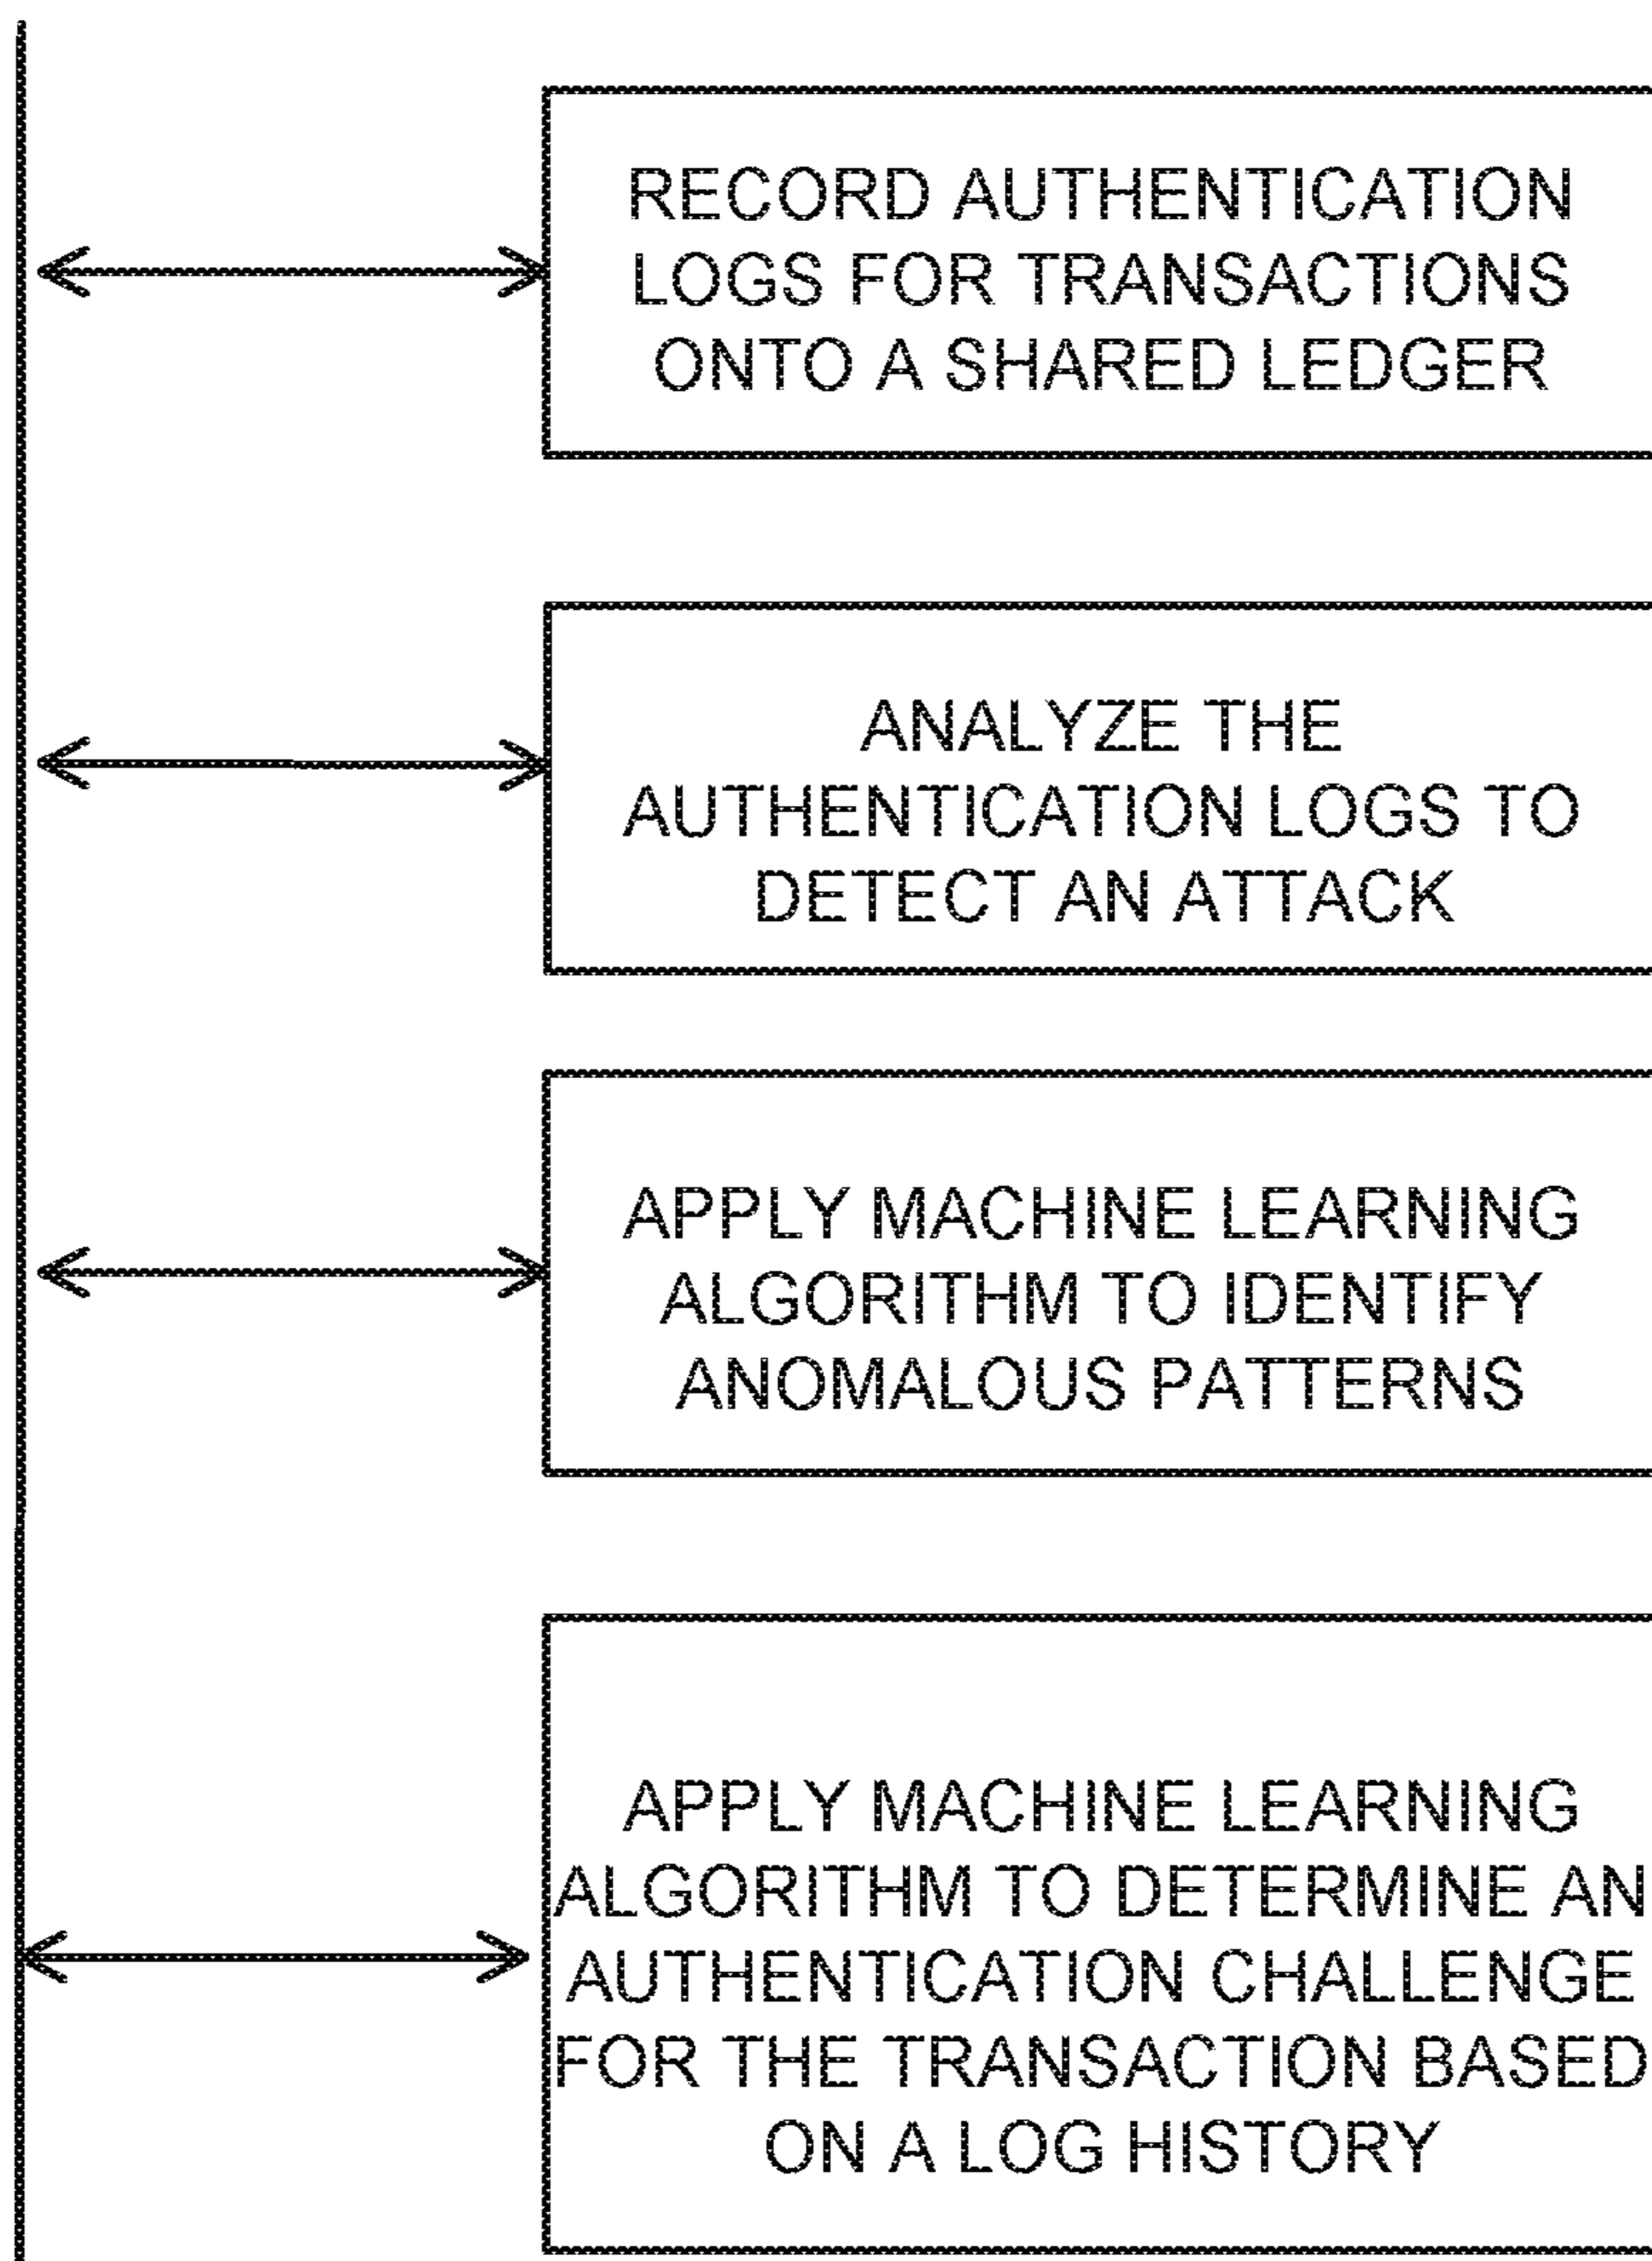 RECORD AUTHENTICATION
LOGS FOR TRANSACTIONS
ONTO A SHARED LEDGER
ANALYZE THE
AUTHENTICATION LOGS TO
DETECT AN ATTACK
APPLY MACHINE LEARNING
ALGORITHM TO IDENTIFY
ANOMALOUS PATTERNS
APPLY MACHINE LEARNING
ALGORITHM TO DETERMINE AN
AUTHENTICATION CHALLENGE
FOR THE TRANSACTION BASED
ON A LOG HISTORY